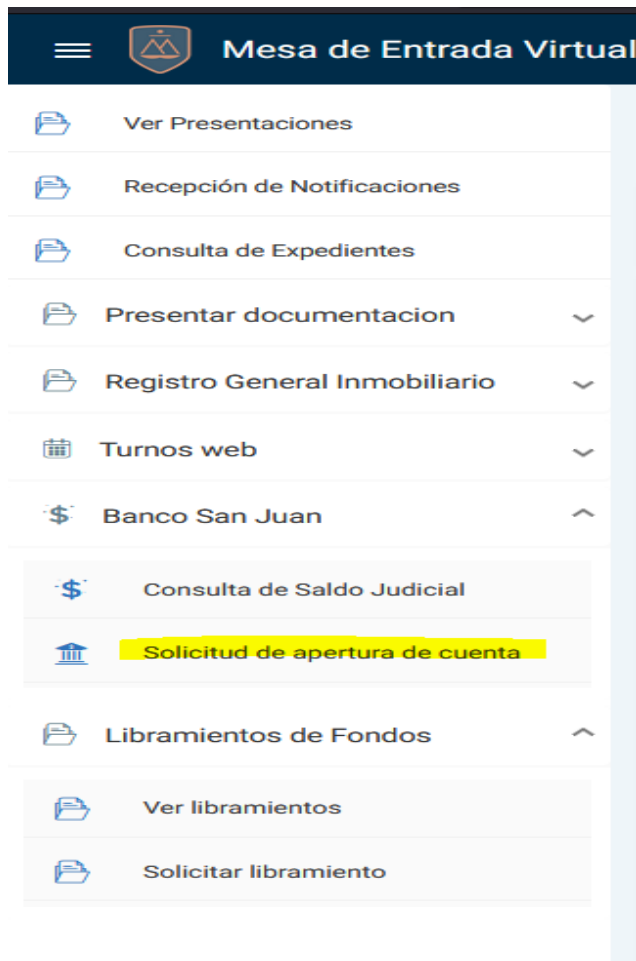 Mesa de Entrada Virtual
Ver Presentaciones
Recepción de Notificaciones
Consulta de Expedientes
Presentar documentacion
Registro General Inmobiliario
Turnos web
Banco San Juan
Consulta de Saldo Judicial
Solicitud de apertura de cuenta
Libramientos de Fondos
Ver libramientos
Solicitar libramiento